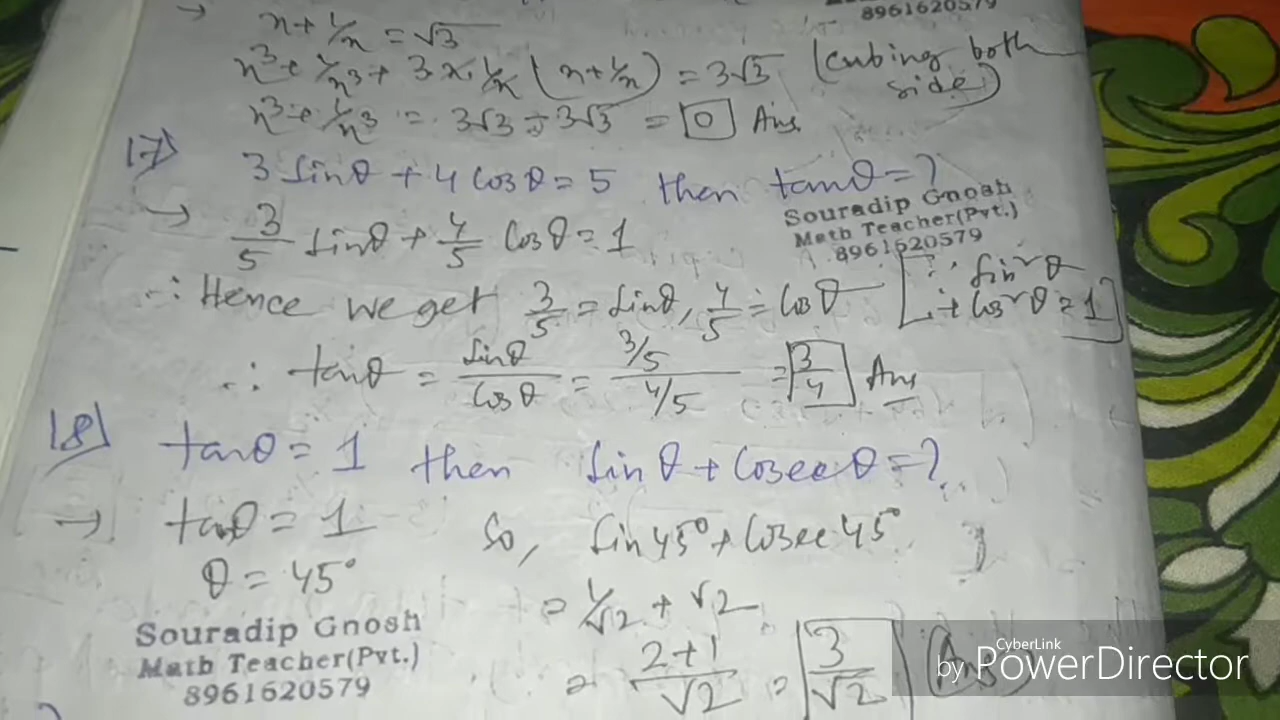 8961620579
→ x + 1/x = √3
x³ + 1/x³ + 3x·1/x (x + 1/x) = 3√3 (cubing both side)
x³ + 1/x³ = 3√3 - 3√3 = 0 Ans
17) 3 sinθ + 4 cosθ = 5 then tanθ = ?
Souradip Gnosh
Math Teacher(Pvt.)
8961620579
→ 3/5 sinθ + 4/5 cosθ = 1
∴ Hence we get 3/5 = sinθ, 4/5 = cosθ [∵ sin²θ + cos²θ = 1]
∴ tanθ = sinθ/cosθ = 3/5 / 4/5 = 3/4 Ans
18) tanθ = 1 then sinθ + cosecθ = ?
→ tanθ = 1 So, sin45° + cosec45°
θ = 45°
= 1/√2 + √2
Souradip Gnosh
Math Teacher(Pvt.)
8961620579
= 2+1/√2 = 3/√2 (Ans)
CyberLink
by PowerDirector